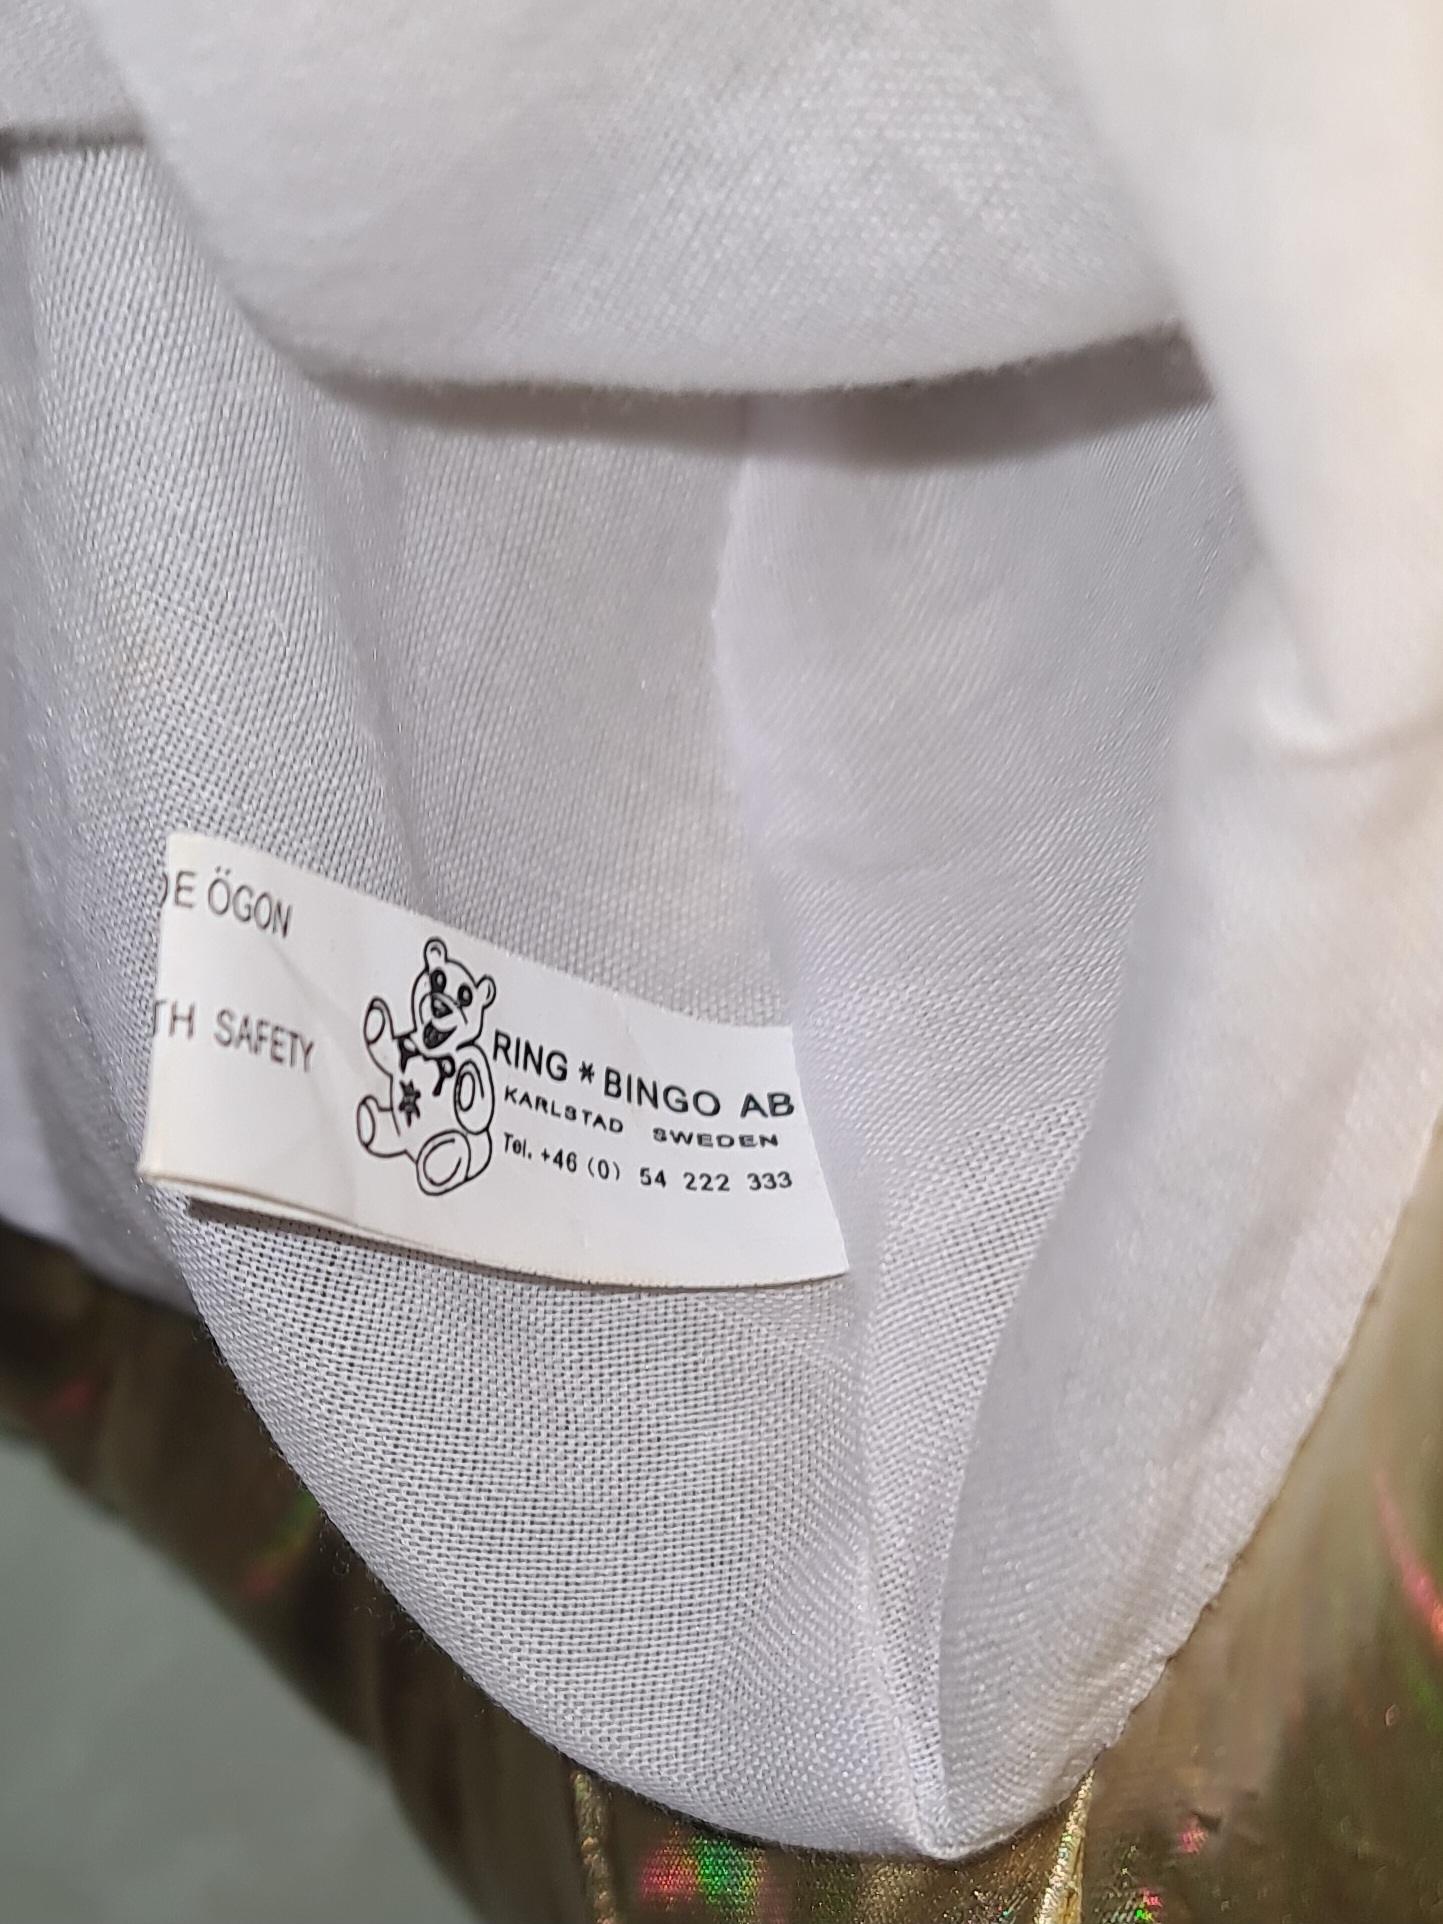 E ÖGON
TH SAFETY
RING * BINGO AB
KARLSTAD SWEDEN
Tel. +46 (0) 54 222 333